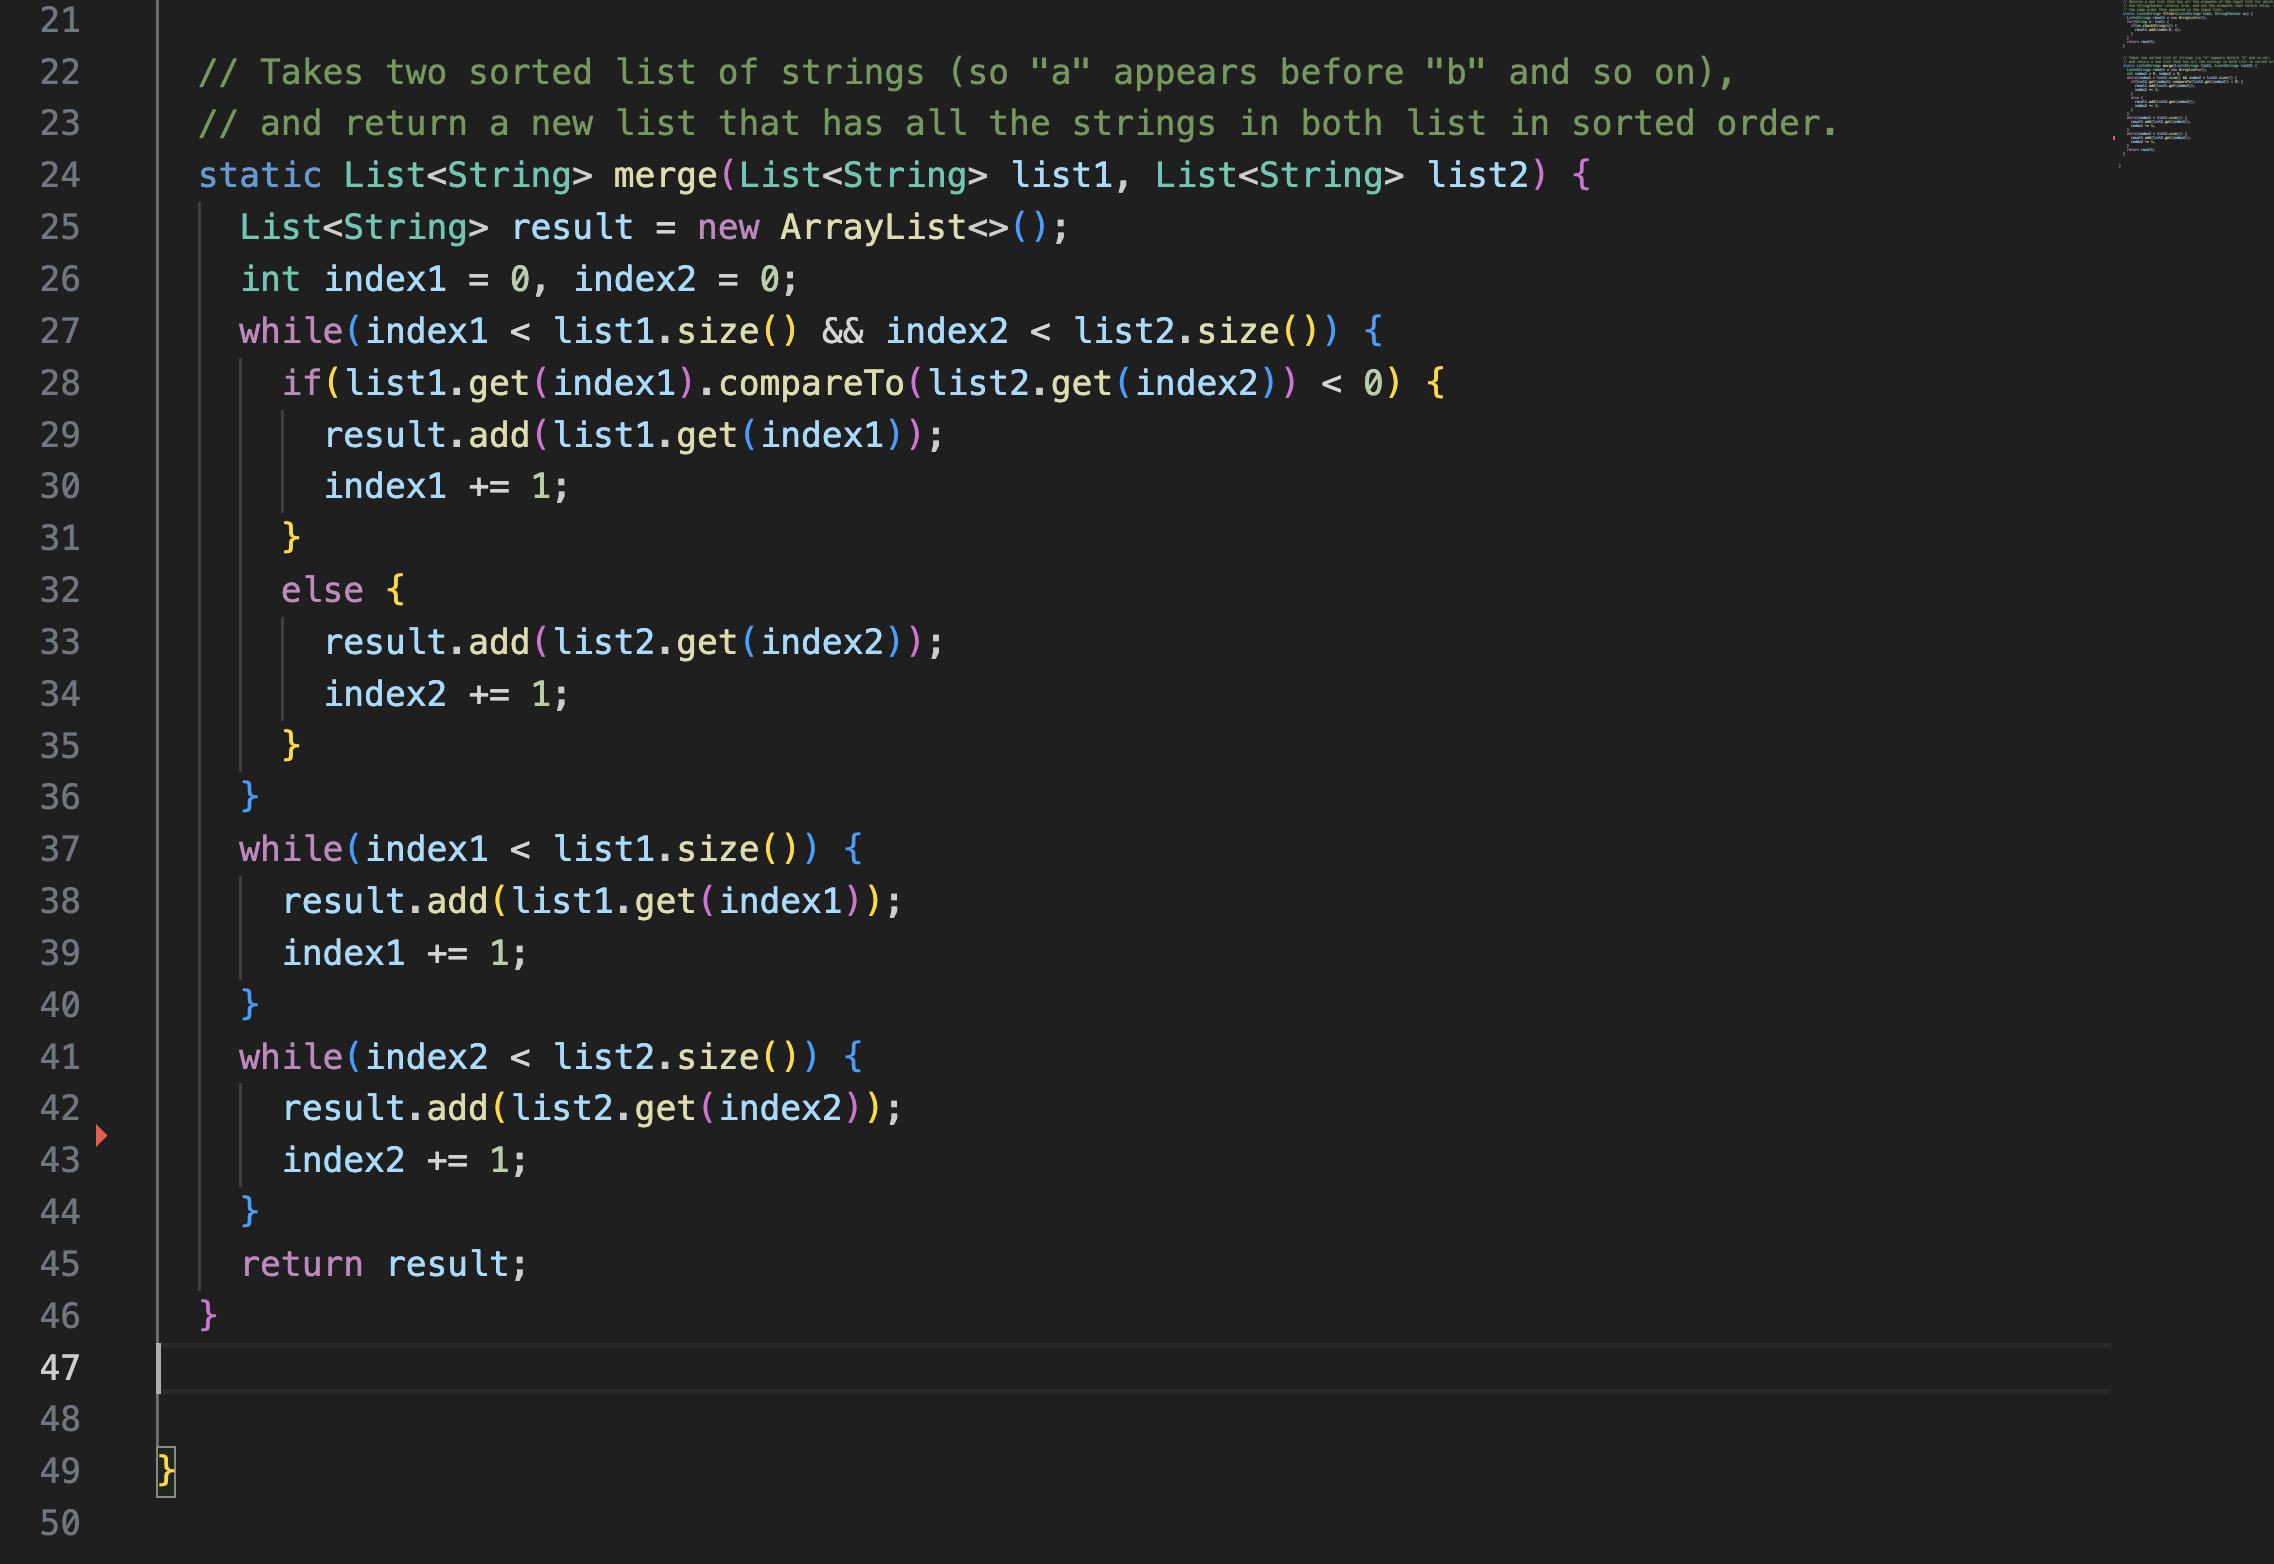 21
22 // Takes two sorted list of strings (so "a" appears before "b" and so on),
23 // and return a new list that has all the strings in both list in sorted order.
24 static List<String> merge(List<String> list1, List<String> list2) {
25 List<String> result = new ArrayList<>();
26 int index1 = 0, index2 = 0;
27 while(index1 < list1.size() && index2 < list2.size()) {
28 if(list1.get(index1).compareTo(list2.get(index2)) < 0) {
29 result.add(list1.get(index1));
30 index1 += 1;
31 }
32 else {
33 result.add(list2.get(index2));
34 index2 += 1;
35 }
36 }
37 while(index1 < list1.size()) {
38 result.add(list1.get(index1));
39 index1 += 1;
40 }
41 while(index2 < list2.size()) {
42 result.add(list2.get(index2));
43 index2 += 1;
44 }
45 return result;
46 }
47
48
49 }
50